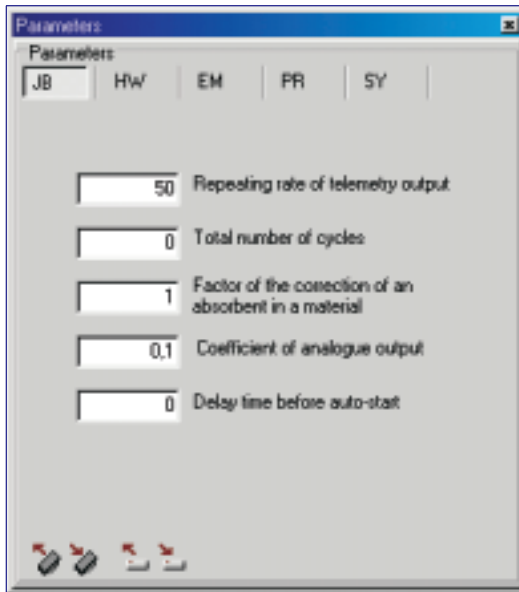 Parameters
Parameters
JB HW EM PR SY
50 Repeating rate of telemetry output
0 Total number of cycles
1 Factor of the correction of an
absorbent in a material
0,1 Coefficient of analogue output
0 Delay time before auto-start